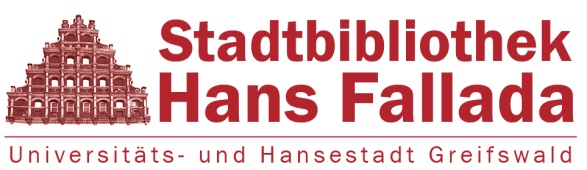 Stadtbibliothek
Hans Fallada
Universitäts- und Hansestadt Greifswald